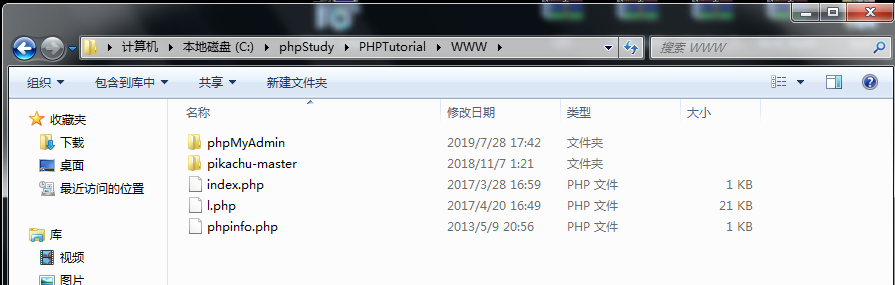 计算机 本地磁盘 (C:) phpStudy PHPTutorial WWW 搜索 WWW
组织 包含到库中 共享 新建文件夹
收藏夹
下载
桌面
最近访问的位置
库
视频
图片
名称 修改日期 类型 大小
phpMyAdmin 2019/7/28 17:42 文件夹
pikachu-master 2018/11/7 1:21 文件夹
index.php 2017/3/28 16:59 PHP 文件 1 KB
l.php 2017/4/20 16:49 PHP 文件 21 KB
phpinfo.php 2013/5/9 20:56 PHP 文件 1 KB